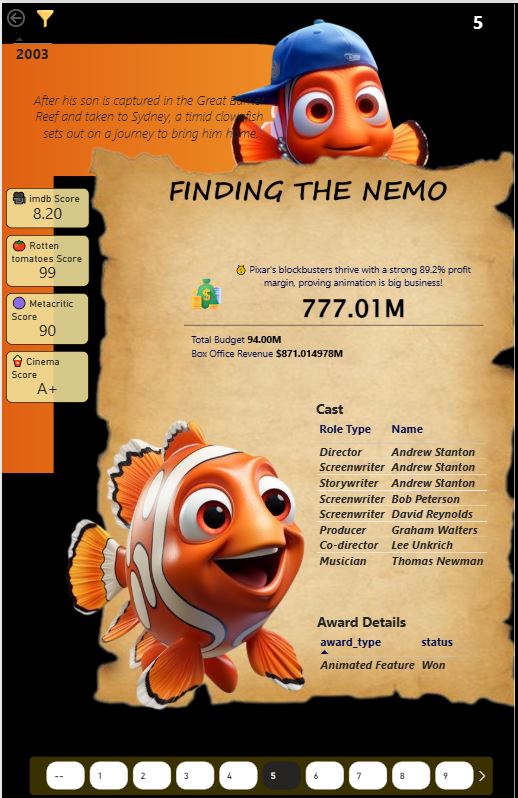 5
2003
After his son is captured in the Great Barrier
Reef and taken to Sydney, a timid clownfish
sets out on a journey to bring him home.
FINDING THE NEMO
imdb Score
8.20
Rotten
tomatoes Score
99
Metacritic
Score
90
Cinema
Score
A+
Pixar's blockbusters thrive with a strong 89.2% profit
margin, proving animation is big business!
777.01M
Total Budget 94.00M
Box Office Revenue $871.014978M
Cast
Role Type Name
Director Andrew Stanton
Screenwriter Andrew Stanton
Storywriter Andrew Stanton
Screenwriter Bob Peterson
Screenwriter David Reynolds
Producer Graham Walters
Co-director Lee Unkrich
Musician Thomas Newman
Award Details
award_type status
Animated Feature Won
-- 1 2 3 4 5 6 7 8 9